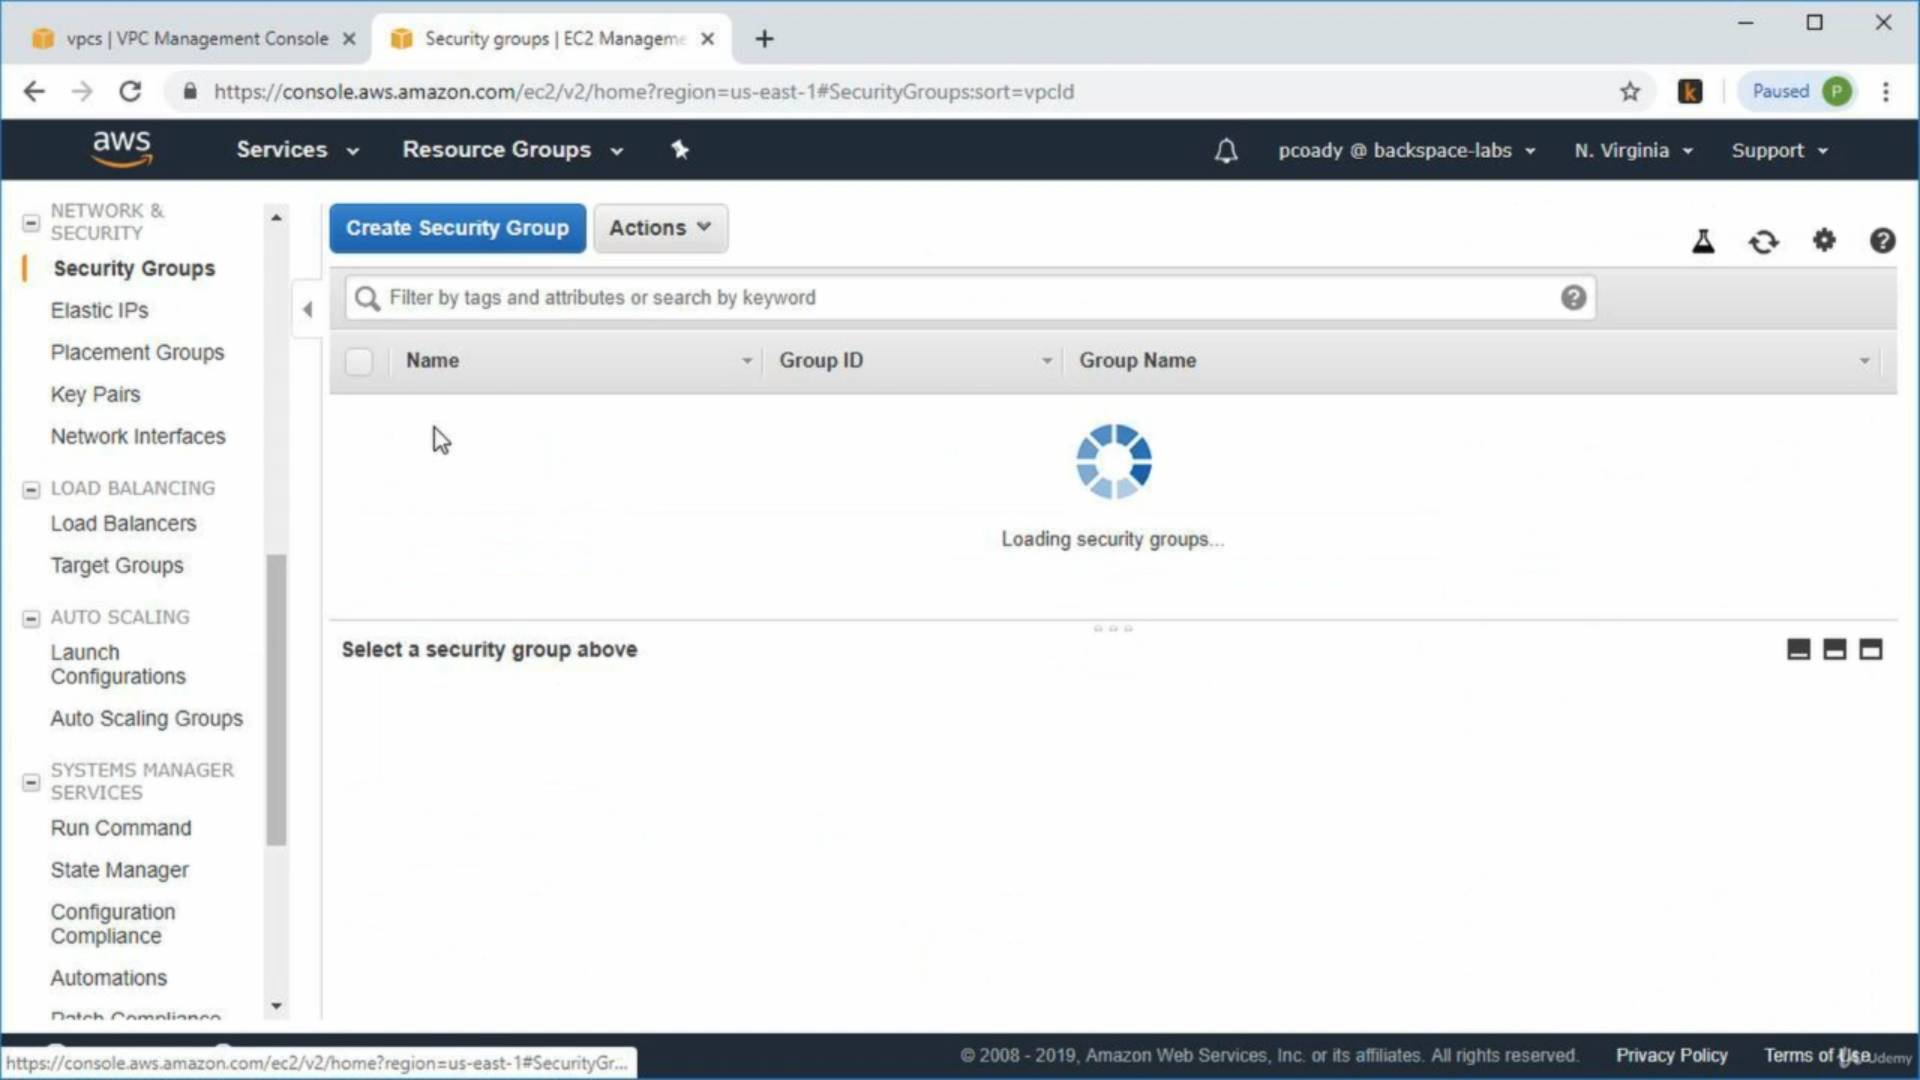 vpcs | VPC Management Console
Security groups | EC2 Manageme
https://console.aws.amazon.com/ec2/v2/home?region=us-east-1#SecurityGroups:sort=vpcId
k
Paused P
aws
Services
Resource Groups
pcoady @ backspace-labs
N. Virginia
Support
NETWORK &
SECURITY
Security Groups
Elastic IPs
Placement Groups
Key Pairs
Network Interfaces
LOAD BALANCING
Load Balancers
Target Groups
AUTO SCALING
Launch
Configurations
Auto Scaling Groups
SYSTEMS MANAGER
SERVICES
Run Command
State Manager
Configuration
Compliance
Automations
Patch Compliance
Create Security Group
Actions
Filter by tags and attributes or search by keyword
Name
Group ID
Group Name
Loading security groups...
Select a security group above
https://console.aws.amazon.com/ec2/v2/home?region=us-east-1#SecurityGr...
© 2008 - 2019, Amazon Web Services, Inc. or its affiliates. All rights reserved.
Privacy Policy
Terms of Use
Udemy